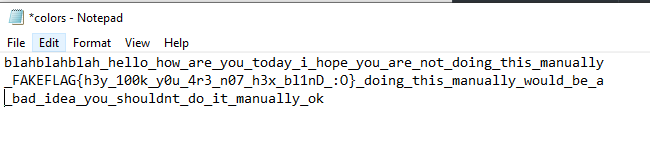 *colors - Notepad
File Edit Format View Help
blahblahblah_hello_how_are_you_today_i_hope_you_are_not_doing_this_manually
_FAKEFLAG{h3y_100k_y0u_4r3_n07_h3x_bl1nD_:O}_doing_this_manually_would_be_a
_bad_idea_you_shouldnt_do_it_manually_ok